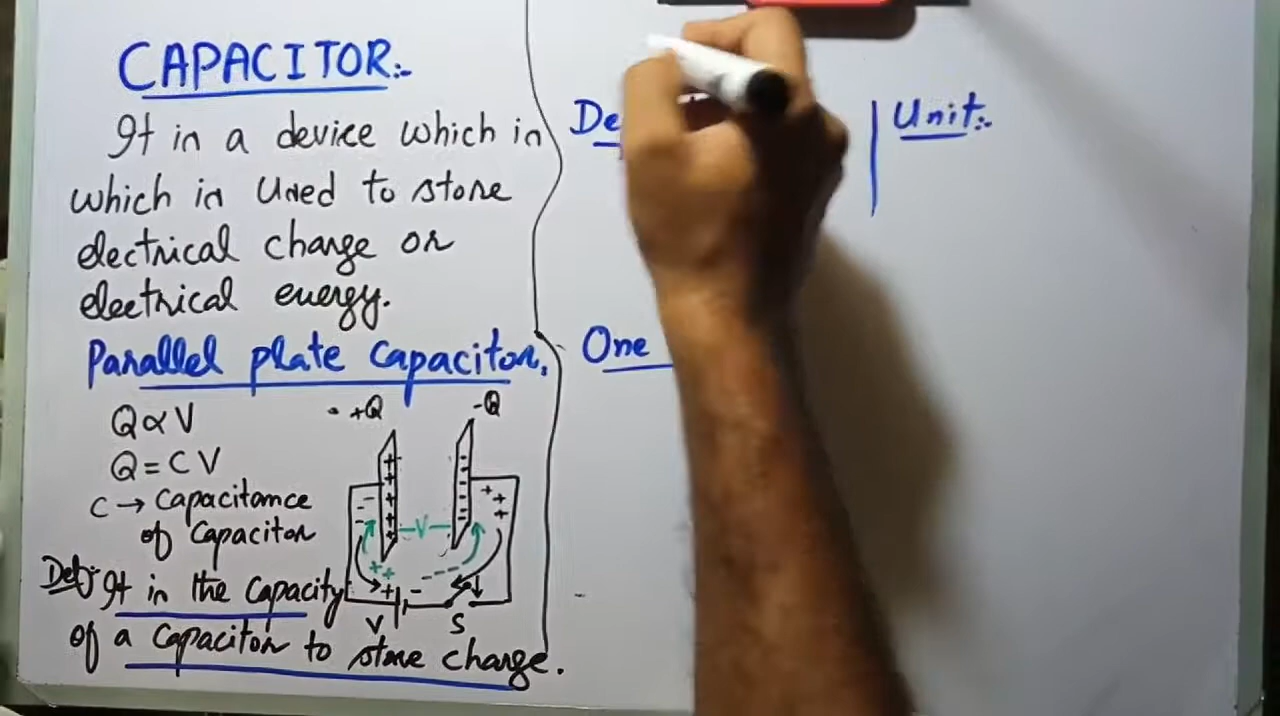 CAPACITOR:-
It is a device which is
which is used to store
electrical charge or
electrical energy.
Parallel plate capacitor.
Q ∝ V
Q = CV
C → Capacitance
of Capacitor
Def:- It is the capacity
of a capacitor to store charge.
+Q -Q
V
V S
De
Unit:-
One